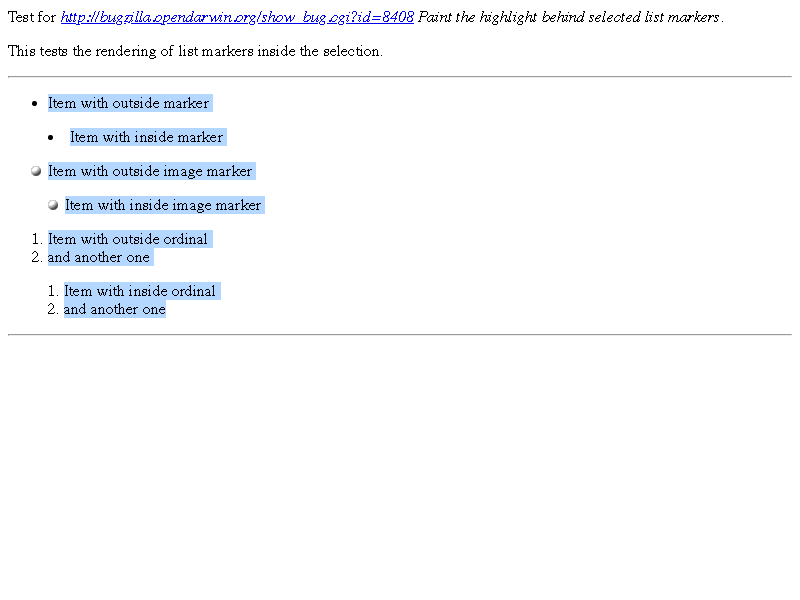 Test for http://bugzilla.opendarwin.org/show_bug.cgi?id=8408 Paint the highlight behind selected list markers.
This tests the rendering of list markers inside the selection.
• Item with outside marker
• Item with inside marker
Item with outside image marker
Item with inside image marker
1. Item with outside ordinal
2. and another one
1. Item with inside ordinal
2. and another one